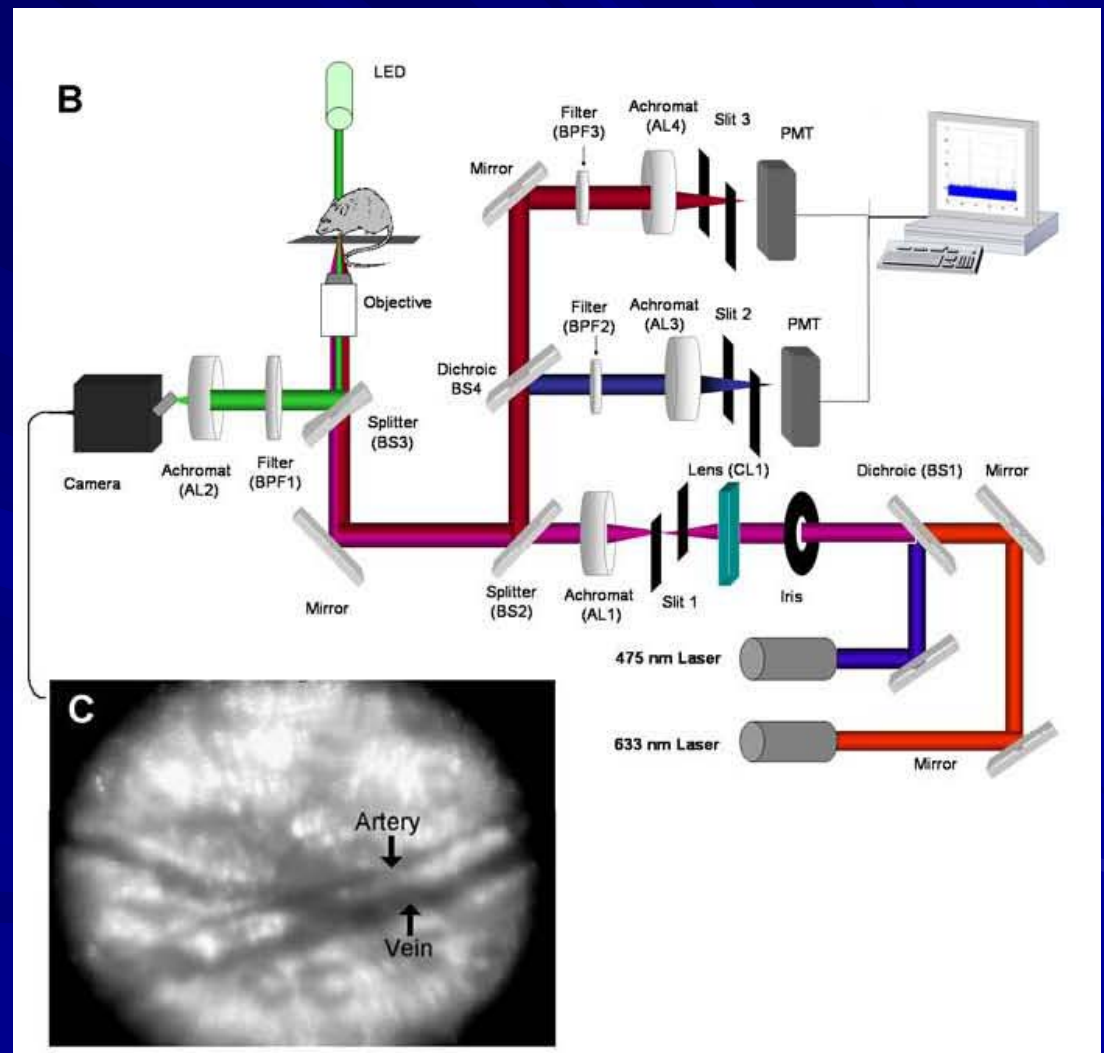 B
LED
Filter
(BPF3)
Achromat
(AL4)
Slit 3
PMT
Mirror
Objective
Filter
(BPF2)
Achromat
(AL3)
Slit 2
PMT
Dichroic
BS4
Splitter
(BS3)
Camera
Achromat
(AL2)
Filter
(BPF1)
Lens (CL1)
Dichroic (BS1)
Mirror
Mirror
Splitter
(BS2)
Achromat
(AL1)
Slit 1
Iris
475 nm Laser
633 nm Laser
Mirror
C
Artery
Vein